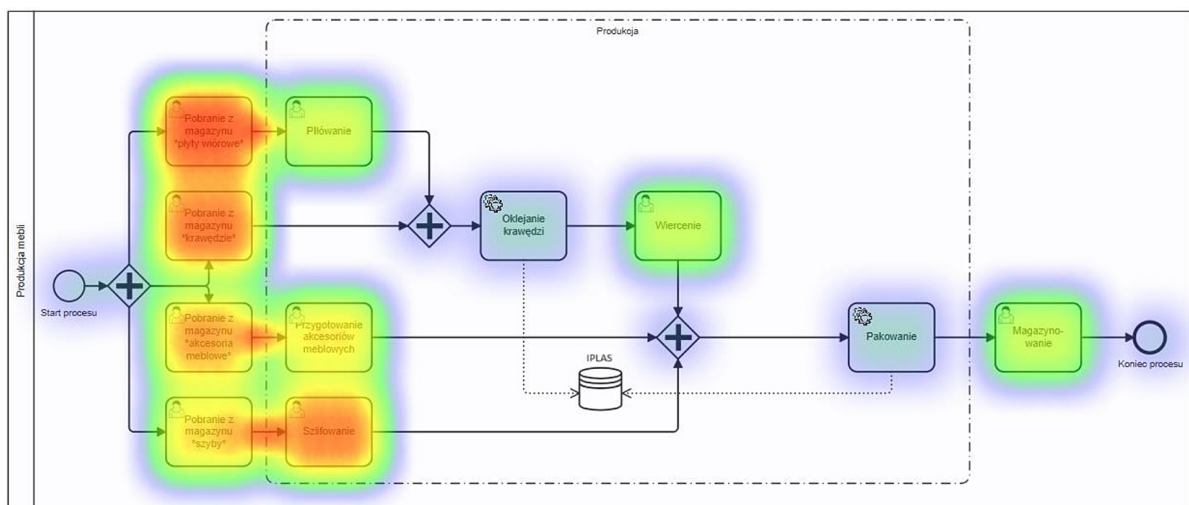 Produkcja
Produkcja mebli
Start procesu
Pobranie z
magazynu
*płyty wiórowe*
Piłowanie
Pobranie z
magazynu
*krawędzie*
Oklejanie
krawędzi
Wiercenie
Pobranie z
magazynu
*akcesoria
meblowe*
Przygotowanie
akcesoriów
meblowych
IPLAS
Pakowanie
Magazyno-
wanie
Koniec procesu
Pobranie z
magazynu
*szyby*
Szlifowanie